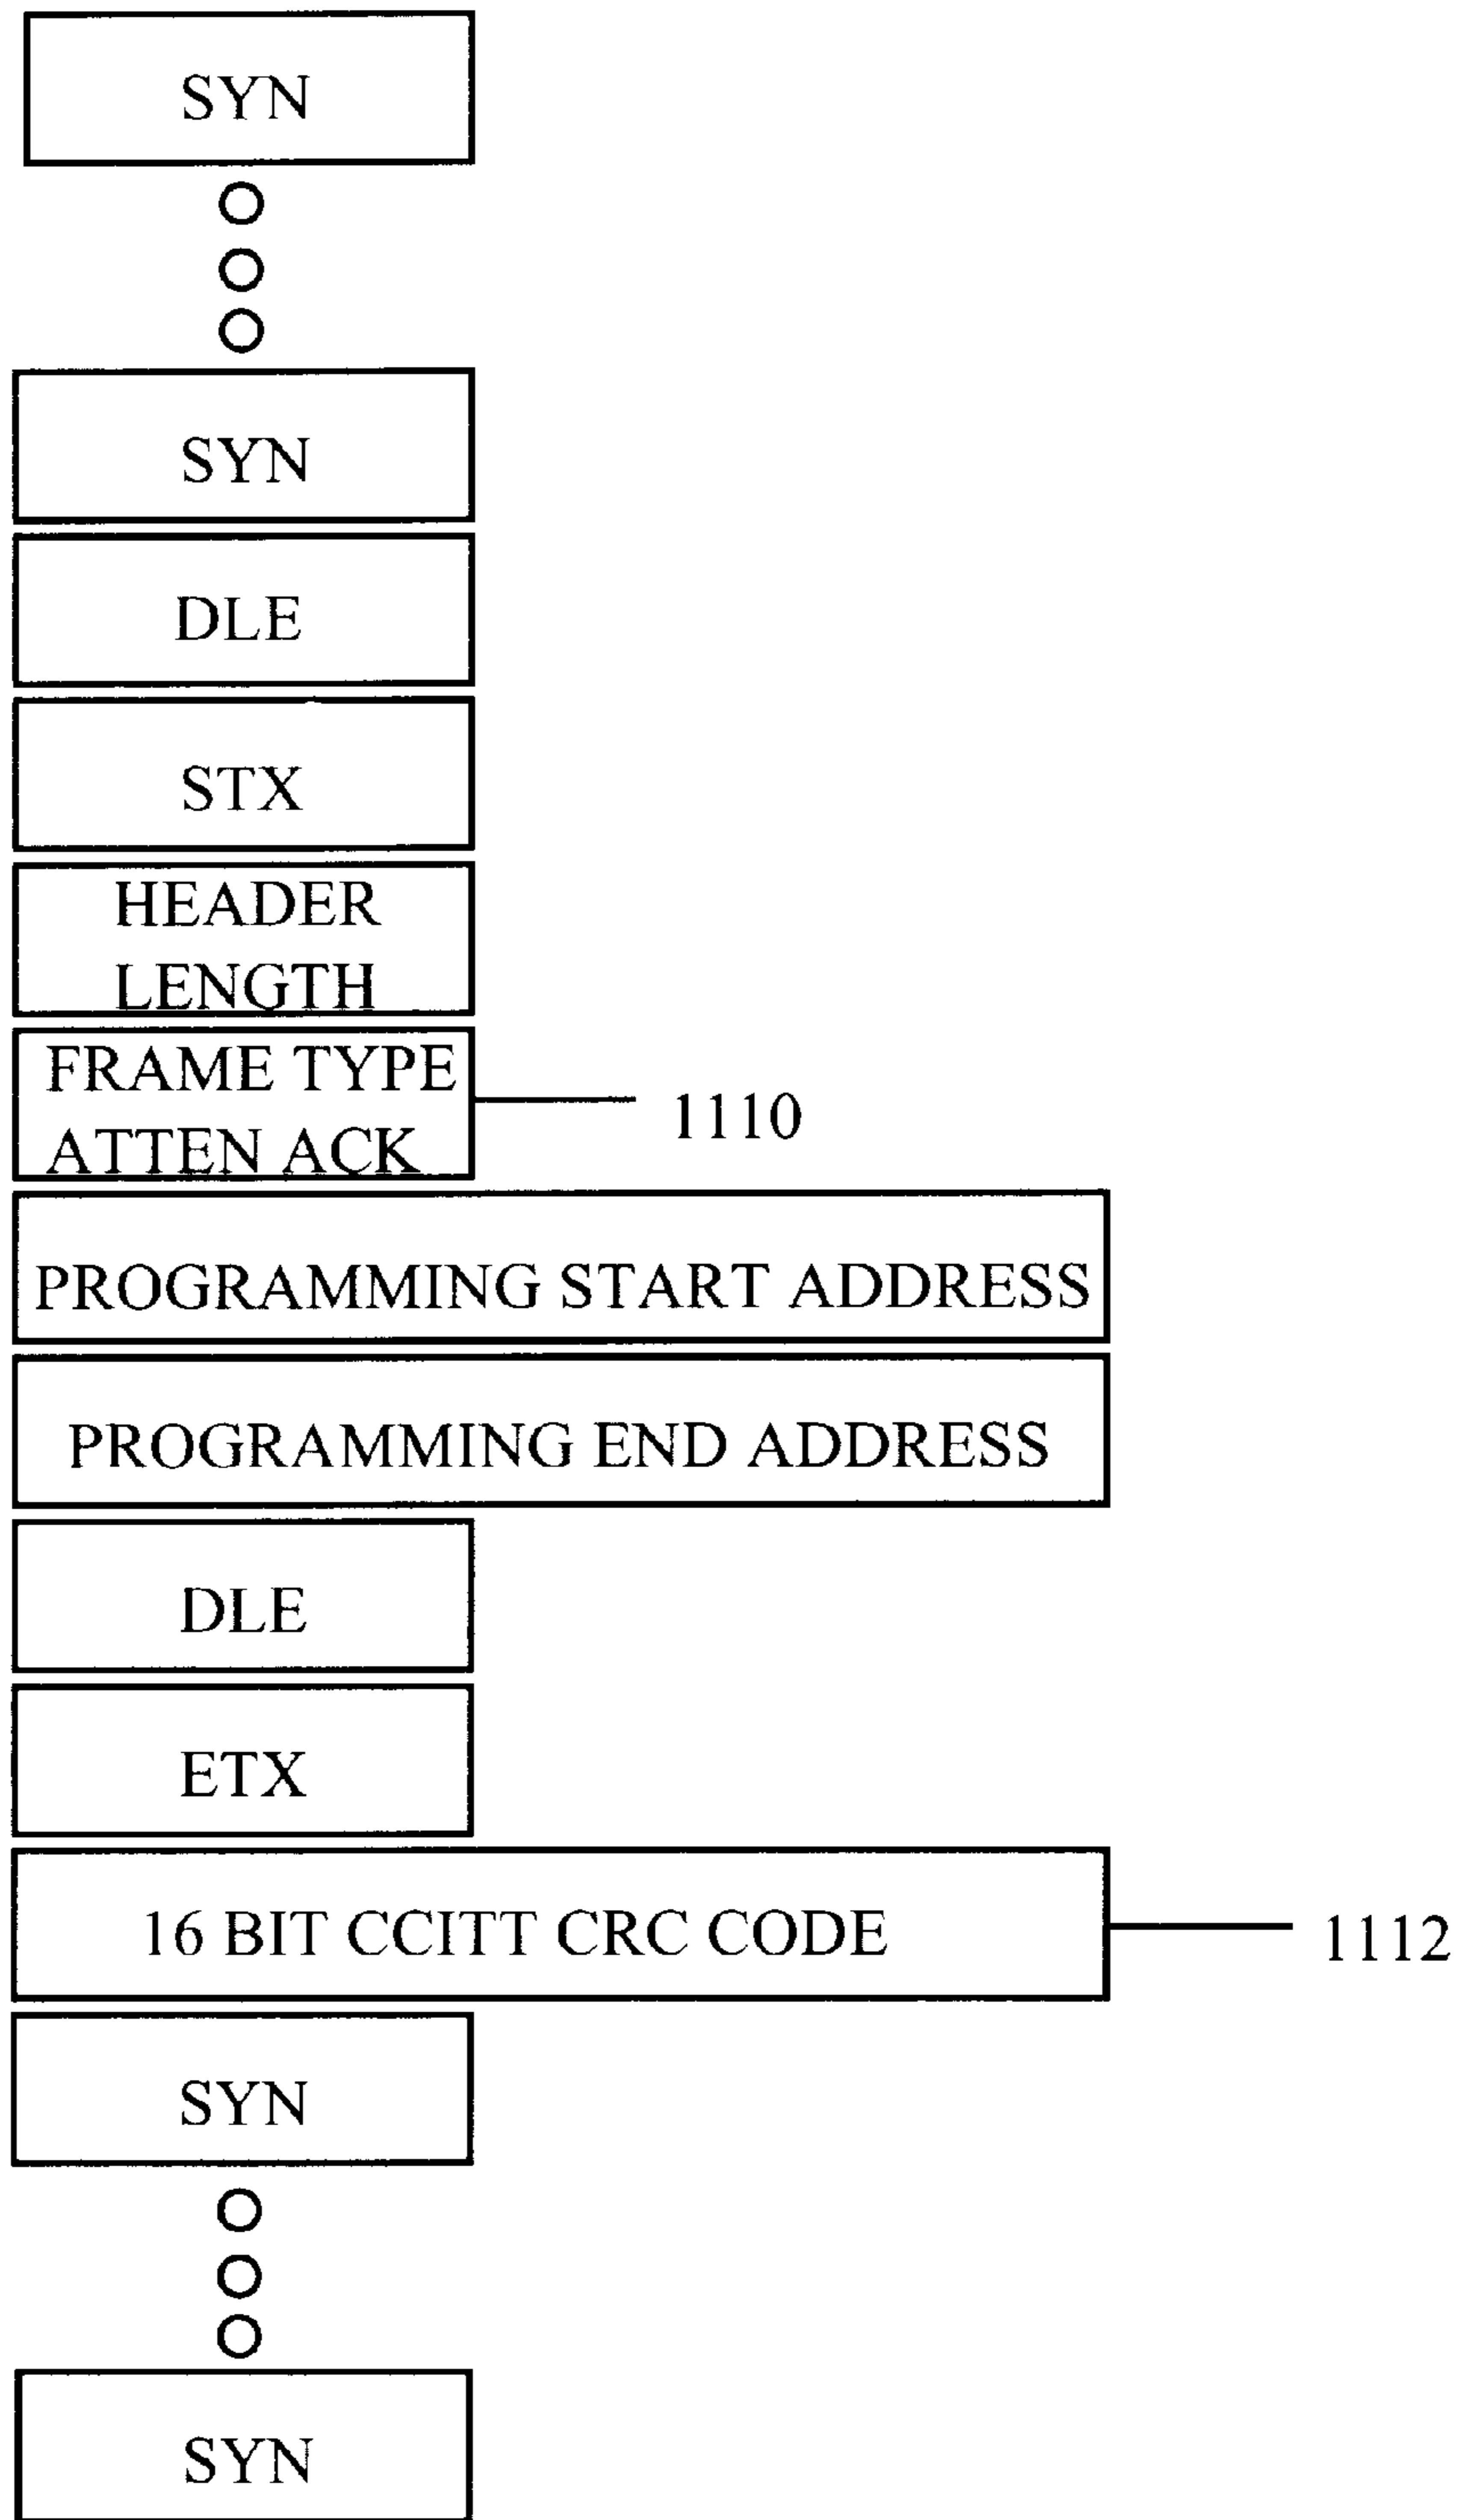 SYN
SYN
DLE
STX
HEADER
LENGTH
FRAME TYPE
ATTEN ACK
1110
PROGRAMMING START ADDRESS
PROGRAMMING END ADDRESS
DLE
ETX
16 BIT CCITT CRC CODE
1112
SYN
SYN